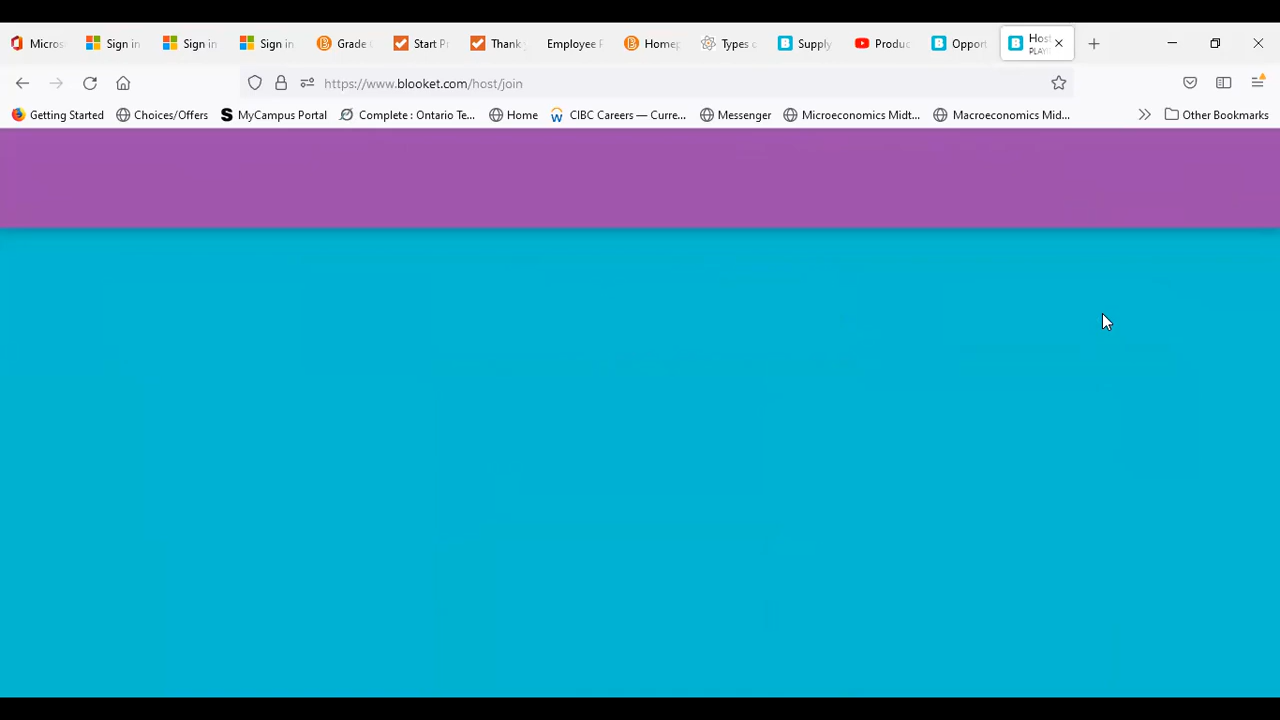 Micros Sign in Sign in Sign in Grade Start P Thank Employee F Home Types o Supply Produc Opport Host
PLAYI
https://www.blooket.com/host/join
Getting Started Choices/Offers MyCampus Portal Complete : Ontario Te... Home CIBC Careers — Curre... Messenger Microeconomics Midt... Macroeconomics Mid... Other Bookmarks